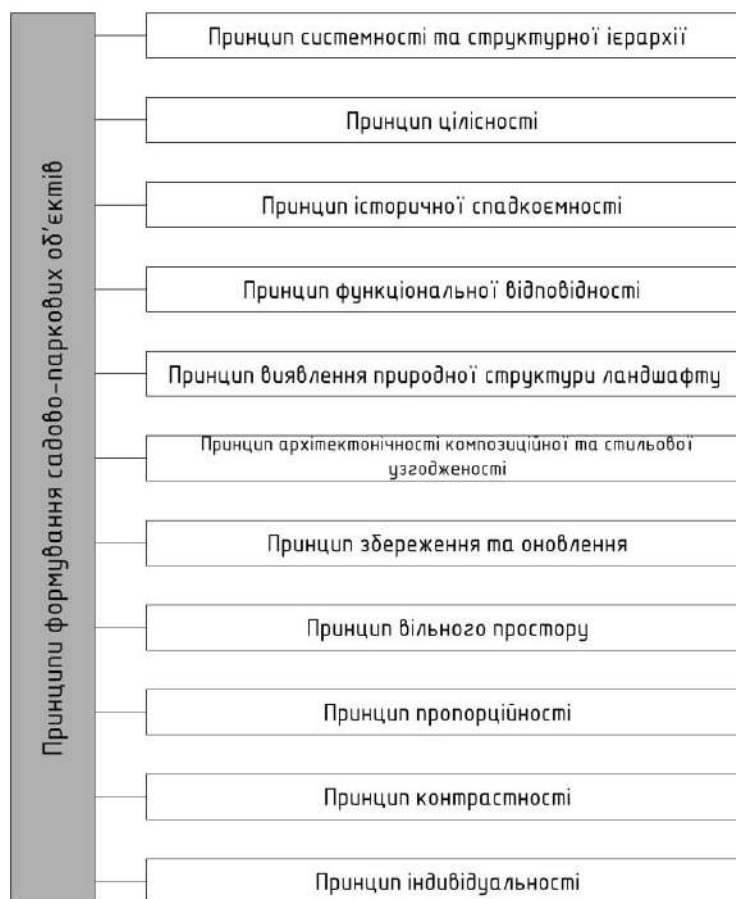 Принципи формування садово-паркових об'єктів
Принцип системності та структурної ієрархії
Принцип цілісності
Принцип історичної спадкоємності
Принцип функціональної відповідності
Принцип виявлення природної структури ландшафту
Принцип архітектонічності композиційної та стильової
узгодженості
Принцип збереження та оновлення
Принцип вільного простору
Принцип пропорційності
Принцип контрастності
Принцип індивідуальності